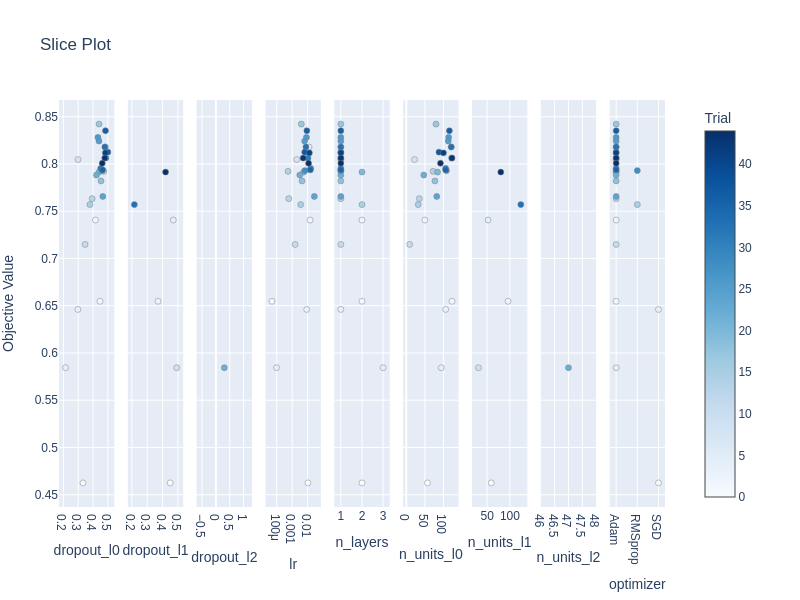 Slice Plot
Trial
Objective Value
0.85
0.8
0.75
0.7
0.65
0.6
0.55
0.5
0.45
40
35
30
25
20
15
10
5
0
0.2 0.3 0.4 0.5
dropout_l0
0.2 0.3 0.4 0.5
dropout_l1
−0.5 0 0.5 1
dropout_l2
100μ 0.001 0.01
lr
1 2 3
n_layers
0 50 100
n_units_l0
50 100
n_units_l1
46 46.5 47 47.5 48
n_units_l2
Adam RMSprop SGD
optimizer